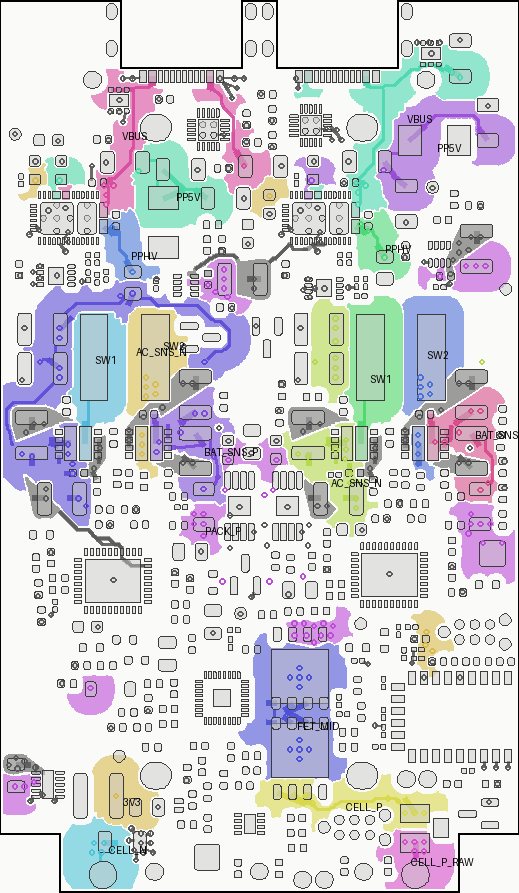 VBUS
VBUS
PP5V
PP5V
PPHV
PPHV
SW2
AC_SNS_N
SW1
SW2
SW1
BAT_SNS
BAT_SNS_P
AC_SNS_N
PACK_P
FET_MID
3V3
CELL_P
CELL_N
CELL_P_RAW